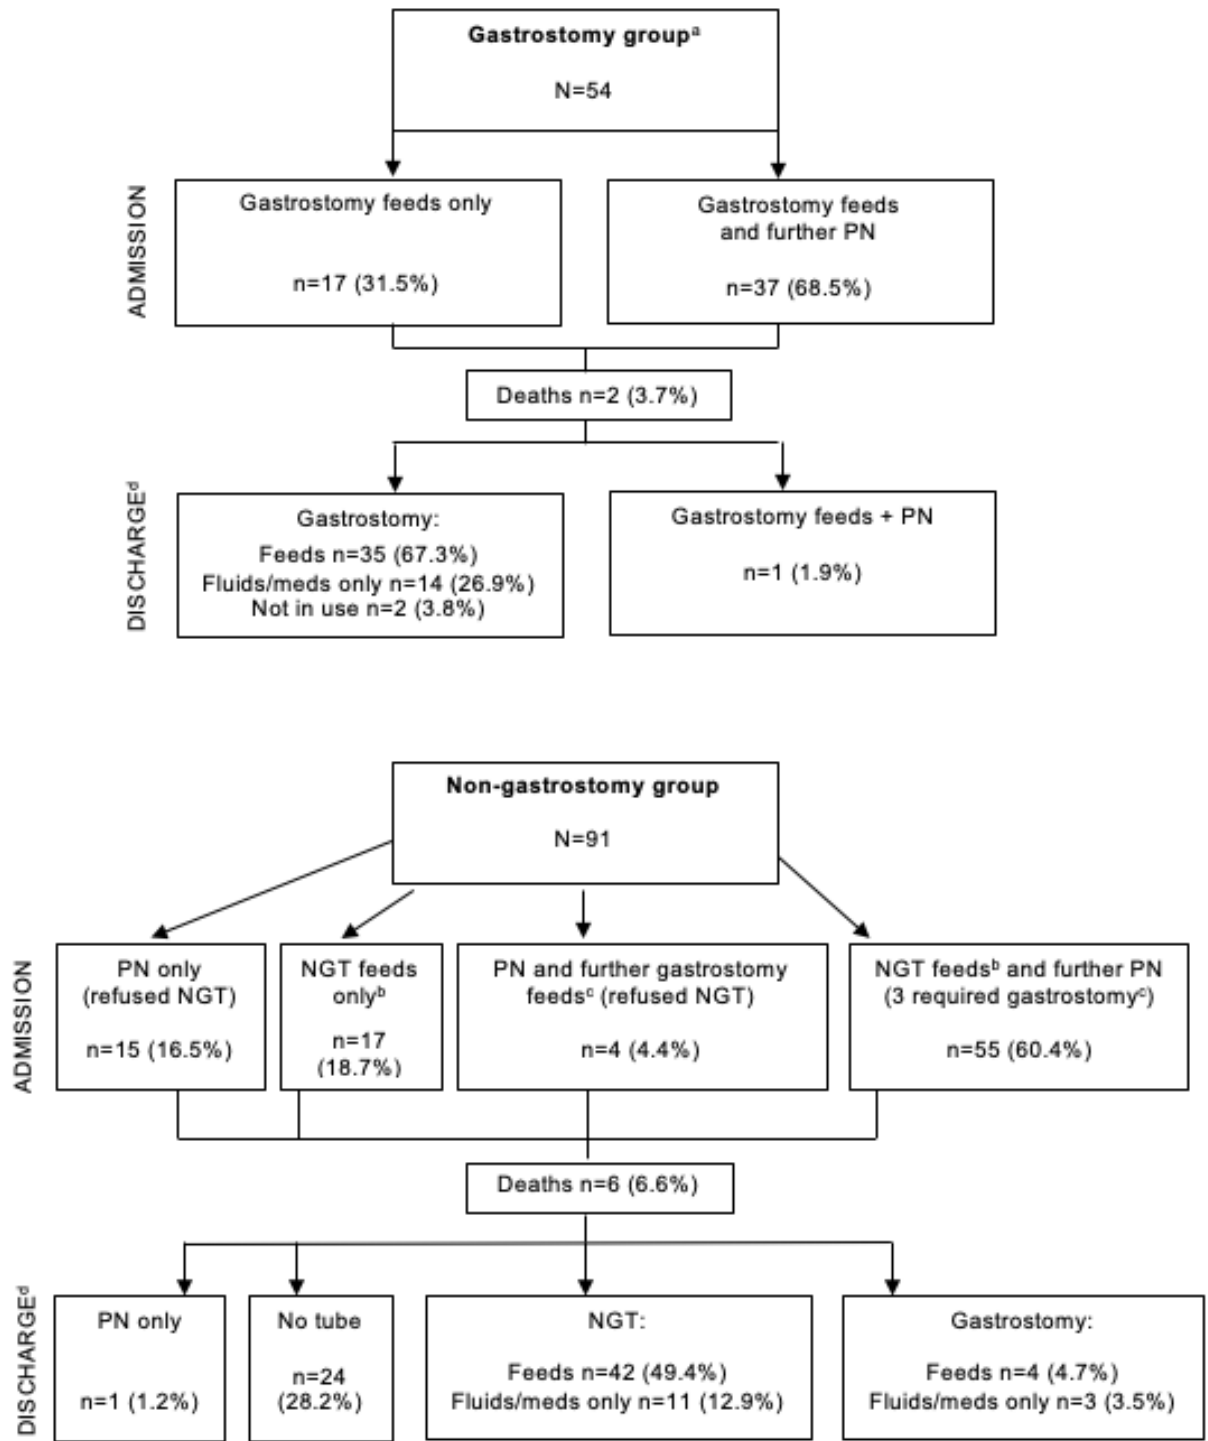 Gastrostomy groupᵃ
N=54
ADMISSION
Gastrostomy feeds only
n=17 (31.5%)
Gastrostomy feeds
and further PN
n=37 (68.5%)
Deaths n=2 (3.7%)
DISCHARGEᵈ
Gastrostomy:
Feeds n=35 (67.3%)
Fluids/meds only n=14 (26.9%)
Not in use n=2 (3.8%)
Gastrostomy feeds + PN
n=1 (1.9%)
Non-gastrostomy group
N=91
ADMISSION
PN only
(refused NGT)
n=15 (16.5%)
NGT feeds
onlyᵇ
n=17
(18.7%)
PN and further gastrostomy
feedsᶜ (refused NGT)
n=4 (4.4%)
NGT feedsᵇ and further PN
(3 required gastrostomyᶜ)
n=55 (60.4%)
Deaths n=6 (6.6%)
DISCHARGEᵈ
PN only
n=1 (1.2%)
No tube
n=24
(28.2%)
NGT:
Feeds n=42 (49.4%)
Fluids/meds only n=11 (12.9%)
Gastrostomy:
Feeds n=4 (4.7%)
Fluids/meds only n=3 (3.5%)